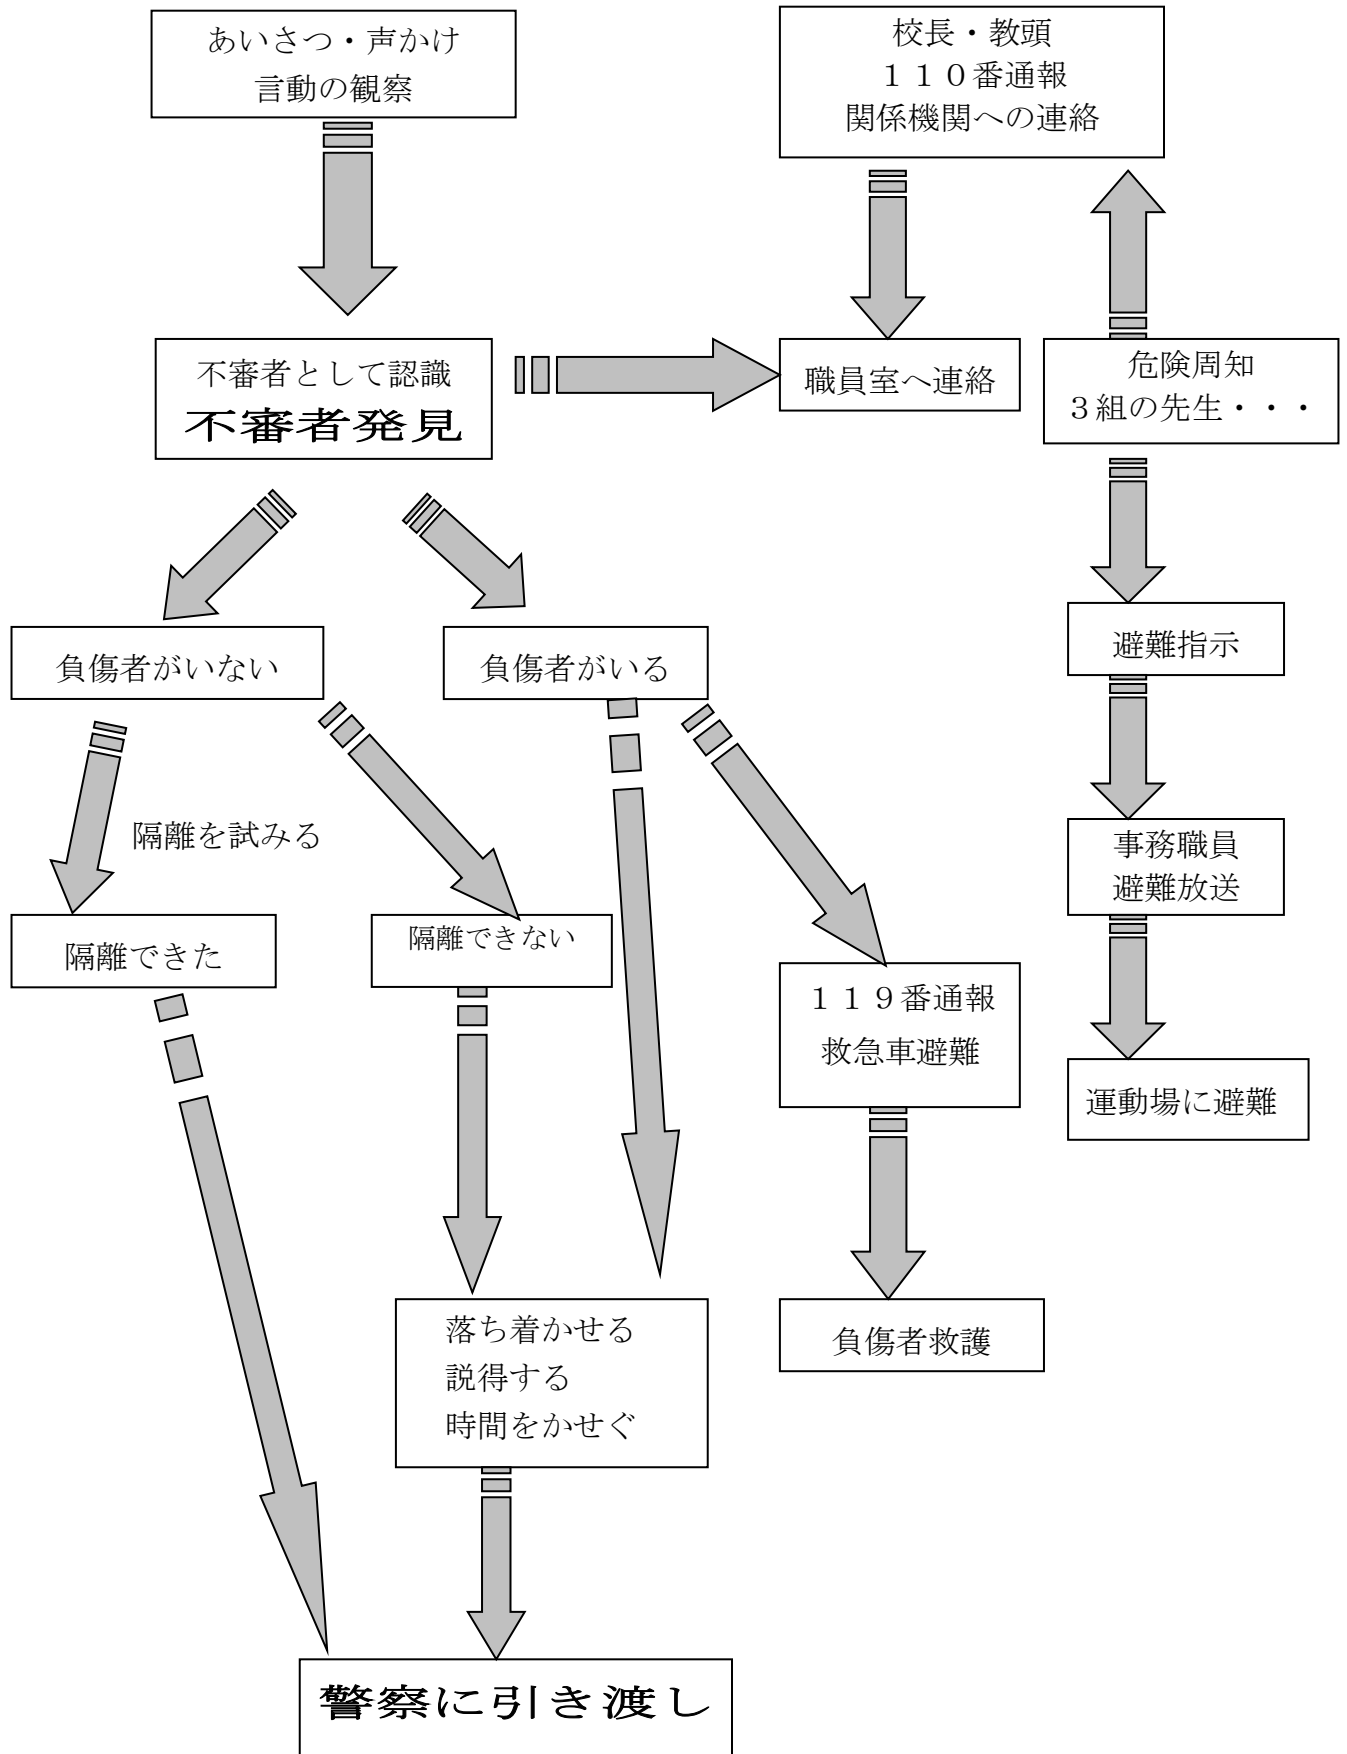 あいさつ・声かけ
言動の観察
校長・教頭
１１０番通報
関係機関への連絡
不審者として認識
不審者発見
職員室へ連絡
危険周知
３組の先生・・・
負傷者がいない
負傷者がいる
避難指示
隔離を試みる
事務職員
避難放送
隔離できた
隔離できない
１１９番通報
救急車避難
運動場に避難
落ち着かせる
説得する
時間をかせぐ
負傷者救護
警察に引き渡し